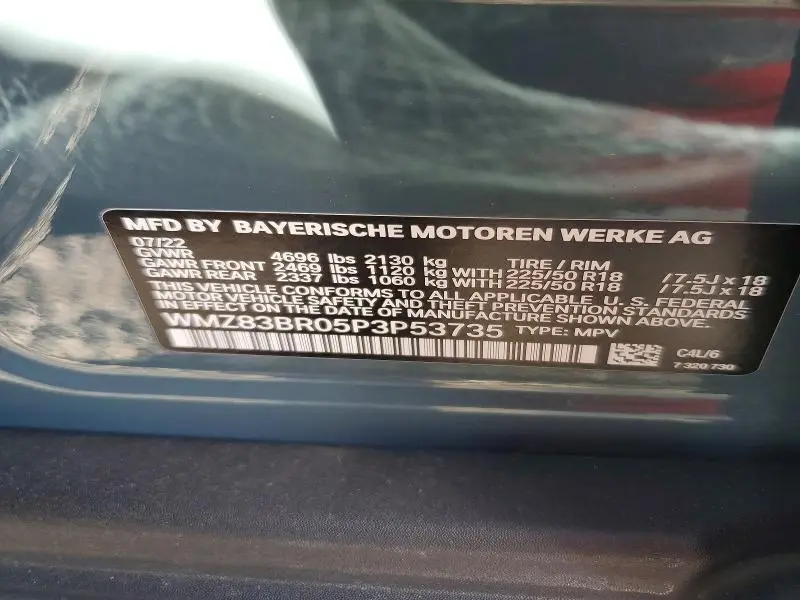 MFD BY BAYERISCHE MOTOREN WERKE AG
07/22
GVWR 4696 lbs 2130 kg TIRE / RIM
GAWR FRONT 2469 lbs 1120 kg WITH 225/50 R18 / 7.5J x 18
GAWR REAR 2337 lbs 1060 kg WITH 225/50 R18 / 7.5J x 18
THIS VEHICLE CONFORMS TO ALL APPLICABLE U. S. FEDERAL
MOTOR VEHICLE SAFETY AND THEFT PREVENTION STANDARDS
IN EFFECT ON THE DATE OF MANUFACTURE SHOWN ABOVE.
WMZ83BR05P3P53735 TYPE: MPV
C4L/6
7 320 730